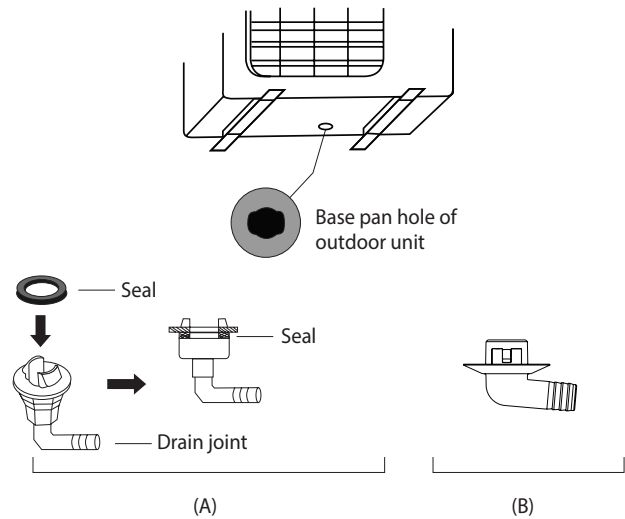 Base pan hole of
outdoor unit
Seal
Seal
Drain joint
(A)
(B)